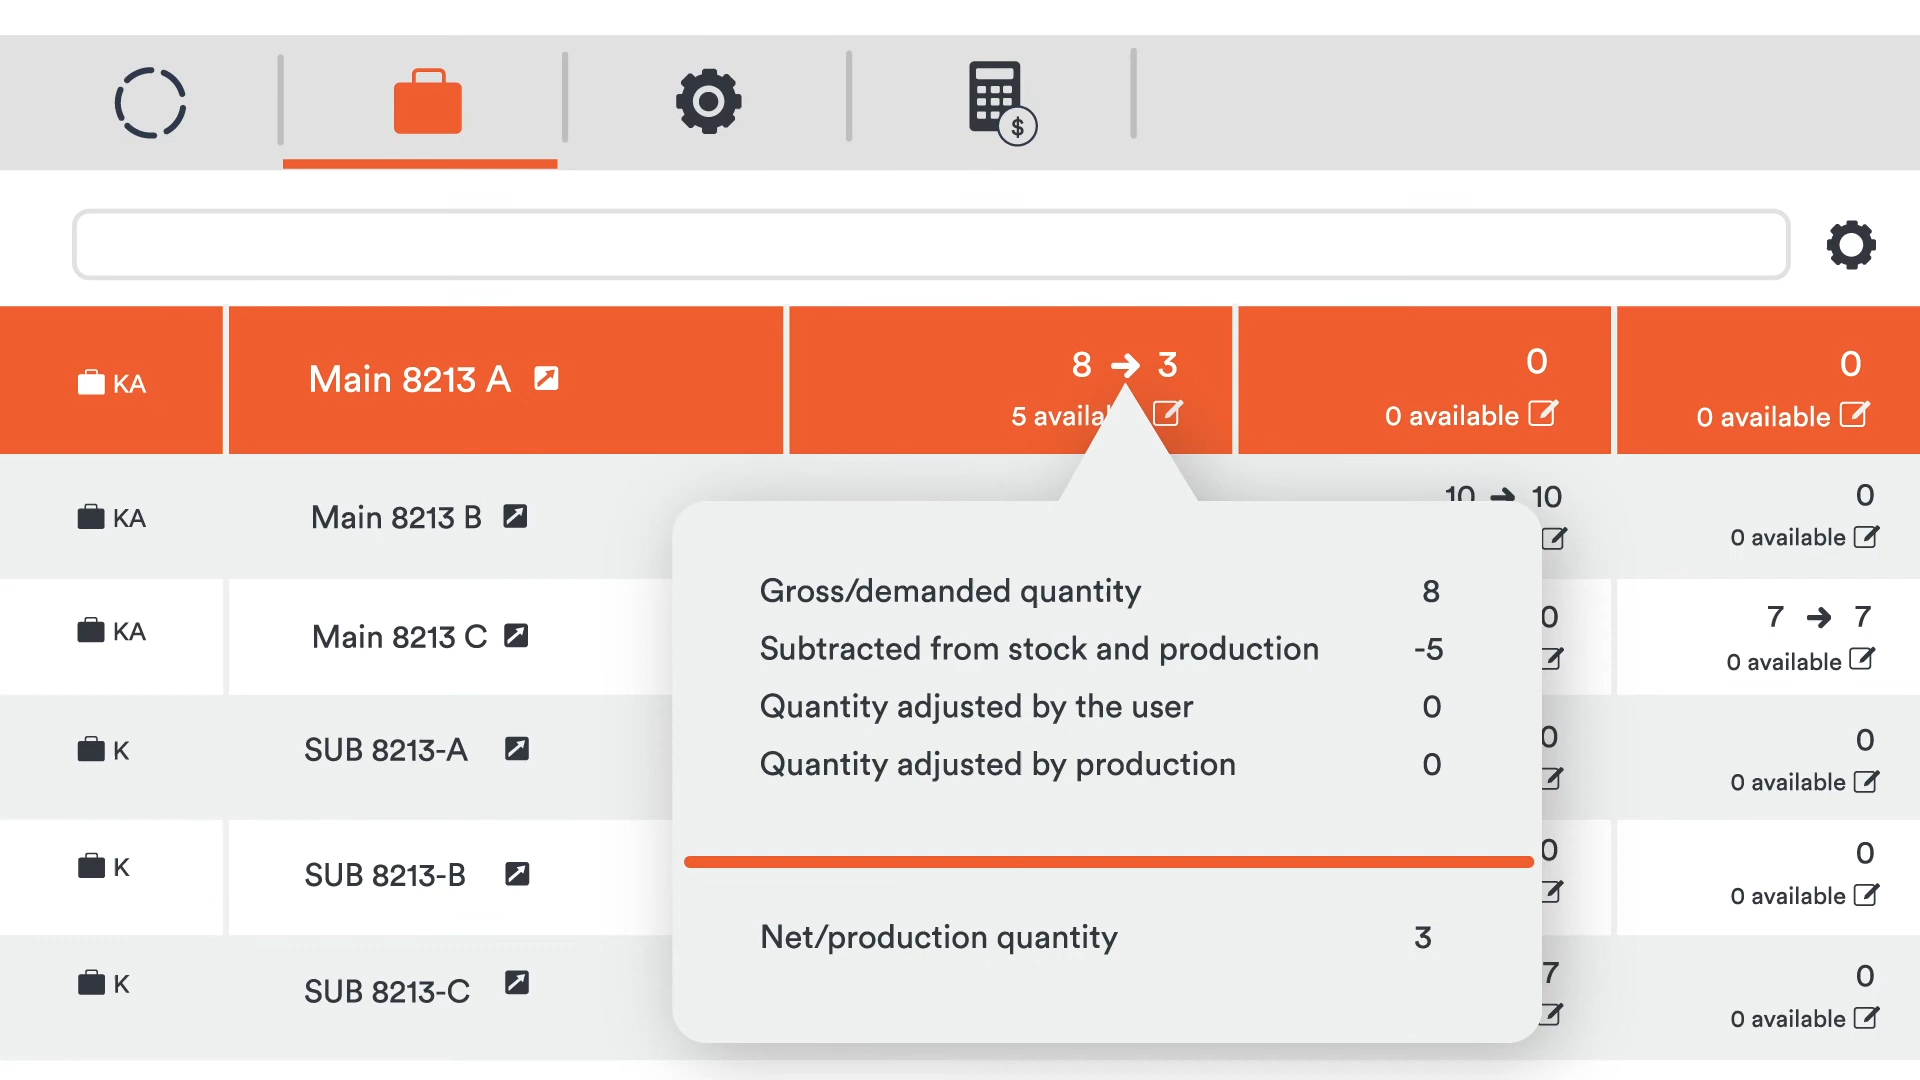 $
KA
Main 8213 A
8 → 3
5
0
0 available
0
0 available
KA
Main 8213 B
10 → 10
0
0 available
KA
Main 8213 C
0
7 → 7
0 available
K
SUB 8213-A
0
0
0 available
K
SUB 8213-B
0
0
0 available
K
SUB 8213-C
7
0
0 available
Gross/demanded quantity 8
Subtracted from stock and production -5
Quantity adjusted by the user 0
Quantity adjusted by production 0
Net/production quantity 3